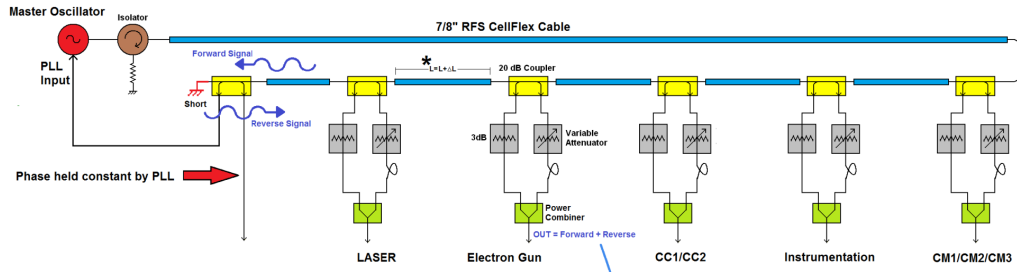 Master Oscillator
Isolator
7/8" RFS CellFlex Cable
PLL
Input
Forward Signal
*
L=L+△L
20 dB Coupler
Short
Reverse Signal
3dB
Variable
Attenuator
Phase held constant by PLL
Power
Combiner
OUT = Forward + Reverse
LASER
Electron Gun
CC1/CC2
Instrumentation
CM1/CM2/CM3